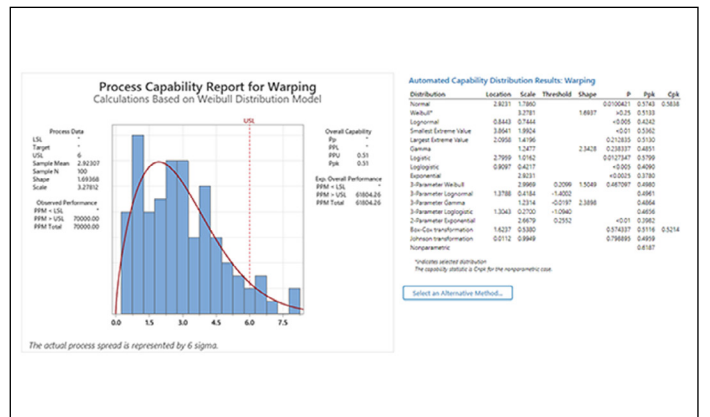 Process Capability Report for Warping
Calculations Based on Weibull Distribution Model
Process Data
LSL *
Target *
USL 6
Sample Mean 2.92307
Sample N 100
Shape 1.69368
Scale 3.27812
Observed Performance
PPM < LSL *
PPM > USL 70000.00
PPM Total 70000.00
USL
Overall Capability
Pp *
PPL *
PPU 0.51
Ppk 0.51
Exp. Overall Performance
PPM < LSL *
PPM > USL 61804.26
PPM Total 61804.26
0.0 1.5 3.0 4.5 6.0 7.5
The actual process spread is represented by 6 sigma.
Automated Capability Distribution Results: Warping
Distribution Location Scale Threshold Shape P Ppk Cpk
Normal 2.9231 1.7860 0.0100421 0.5743 0.5838
Weibull* 3.2781 1.6937 >0.25 0.5133
Lognormal 0.8443 0.7444 <0.005 0.4242
Smallest Extreme Value 3.8641 1.9924 <0.01 0.5362
Largest Extreme Value 2.0958 1.4196 0.212835 0.5130
Gamma 1.2477 2.3428 0.238337 0.4851
Logistic 2.7959 1.0162 0.0127347 0.5799
Loglogistic 0.9097 0.4217 <0.005 0.4090
Exponential 2.9231 <0.0025 0.3780
3-Parameter Weibull 2.9969 0.2099 1.5049 0.467087 0.4980
3-Parameter Lognormal 1.3788 0.4184 -1.4002 0.4961
3-Parameter Gamma 1.2314 -0.0197 2.3898 0.4864
3-Parameter Loglogistic 1.3043 0.2700 -1.0940 0.4656
2-Parameter Exponential 2.6679 0.2552 <0.01 0.3962
Box-Cox transformation 1.6237 0.5380 0.574337 0.5116 0.5214
Johnson transformation 0.0112 0.9949 0.796895 0.4959
Nonparametric 0.6187
*Indicates selected distribution
The capability statistic is Cnpk for the nonparametric case.
Select an Alternative Method...